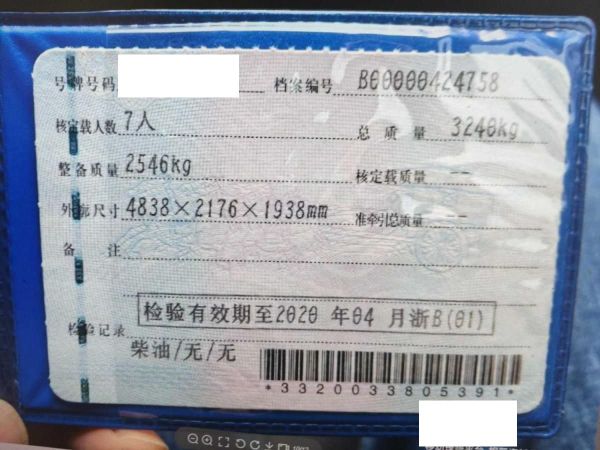 号牌号码 档案编号 B00000424758
核定载人数 7人 总质量 3240kg
整备质量 2546kg 核定载质量 --
外廓尺寸 4838×2176×1938mm 准牵引总质量 --
备注
检验有效期至2020 年04 月浙B(01)
检验记录
柴油/无/无
*3320033805391*